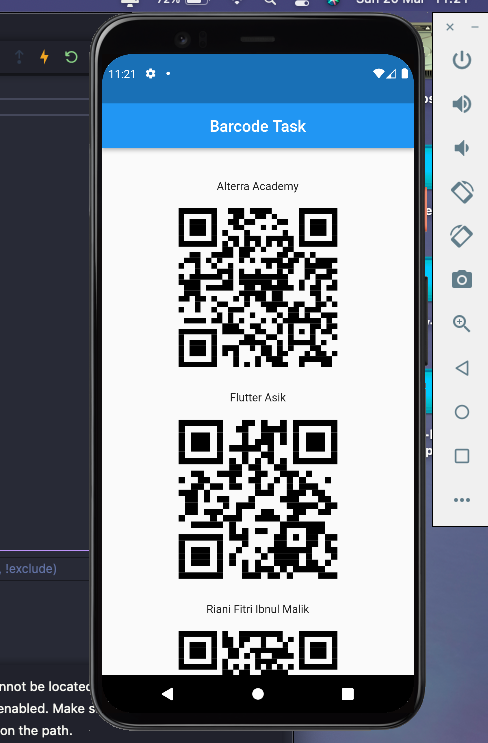 72%
Sun 20 Mar 11:21
11:21
Barcode Task
Alterra Academy
Flutter Asik
Riani Fitri Ibnul Malik
, !exclude)
nnot be located
enabled. Make s
on the path.